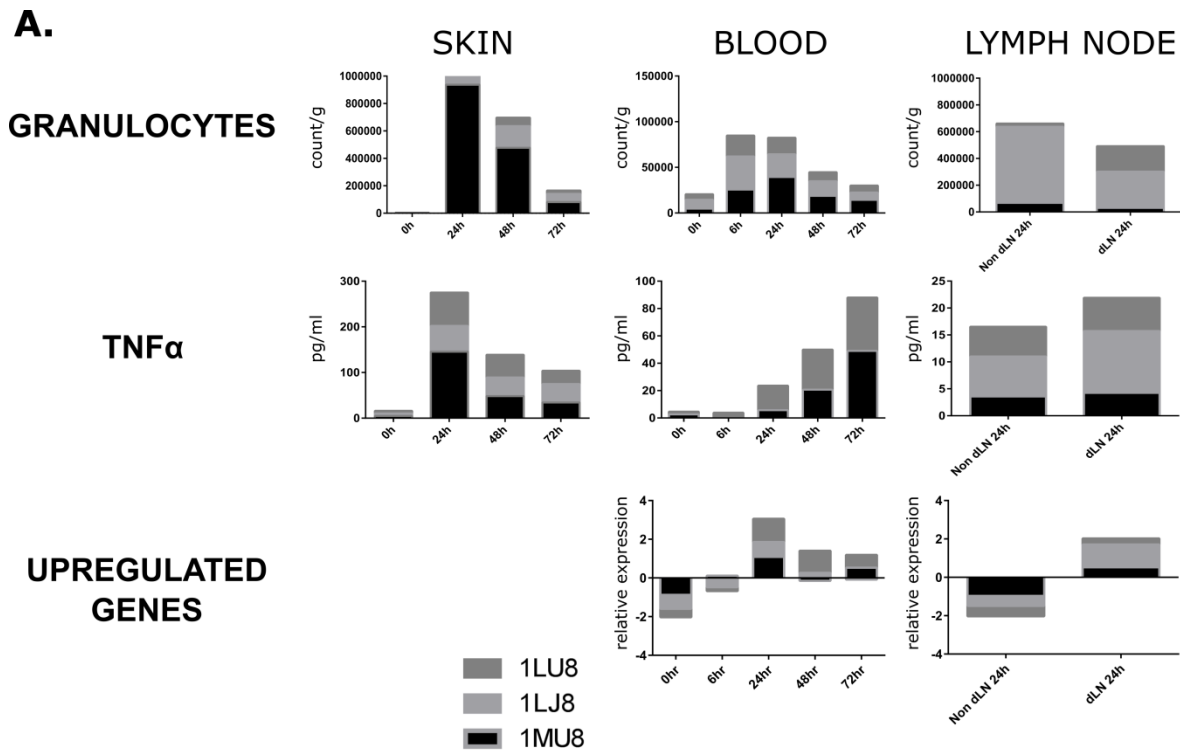 A.
SKIN
BLOOD
LYMPH NODE
GRANULOCYTES
count/g
1000000
800000
600000
400000
200000
0
0h
24h
48h
72h
count/g
150000
100000
50000
0
0h
6h
24h
48h
72h
count/g
1000000
800000
600000
400000
200000
0
Non dLN 24h
dLN 24h
TNFα
pg/ml
300
200
100
0
0h
24h
48h
72h
pg/ml
100
80
60
40
20
0
0h
6h
24h
48h
72h
pg/ml
25
20
15
10
5
0
Non dLN 24h
dLN 24h
UPREGULATED
GENES
relative expression
4
2
0
-2
-4
0hr
6hr
24hr
48hr
72hr
relative expression
4
2
0
-2
-4
Non dLN 24h
dLN 24h
1LU8
1LJ8
1MU8